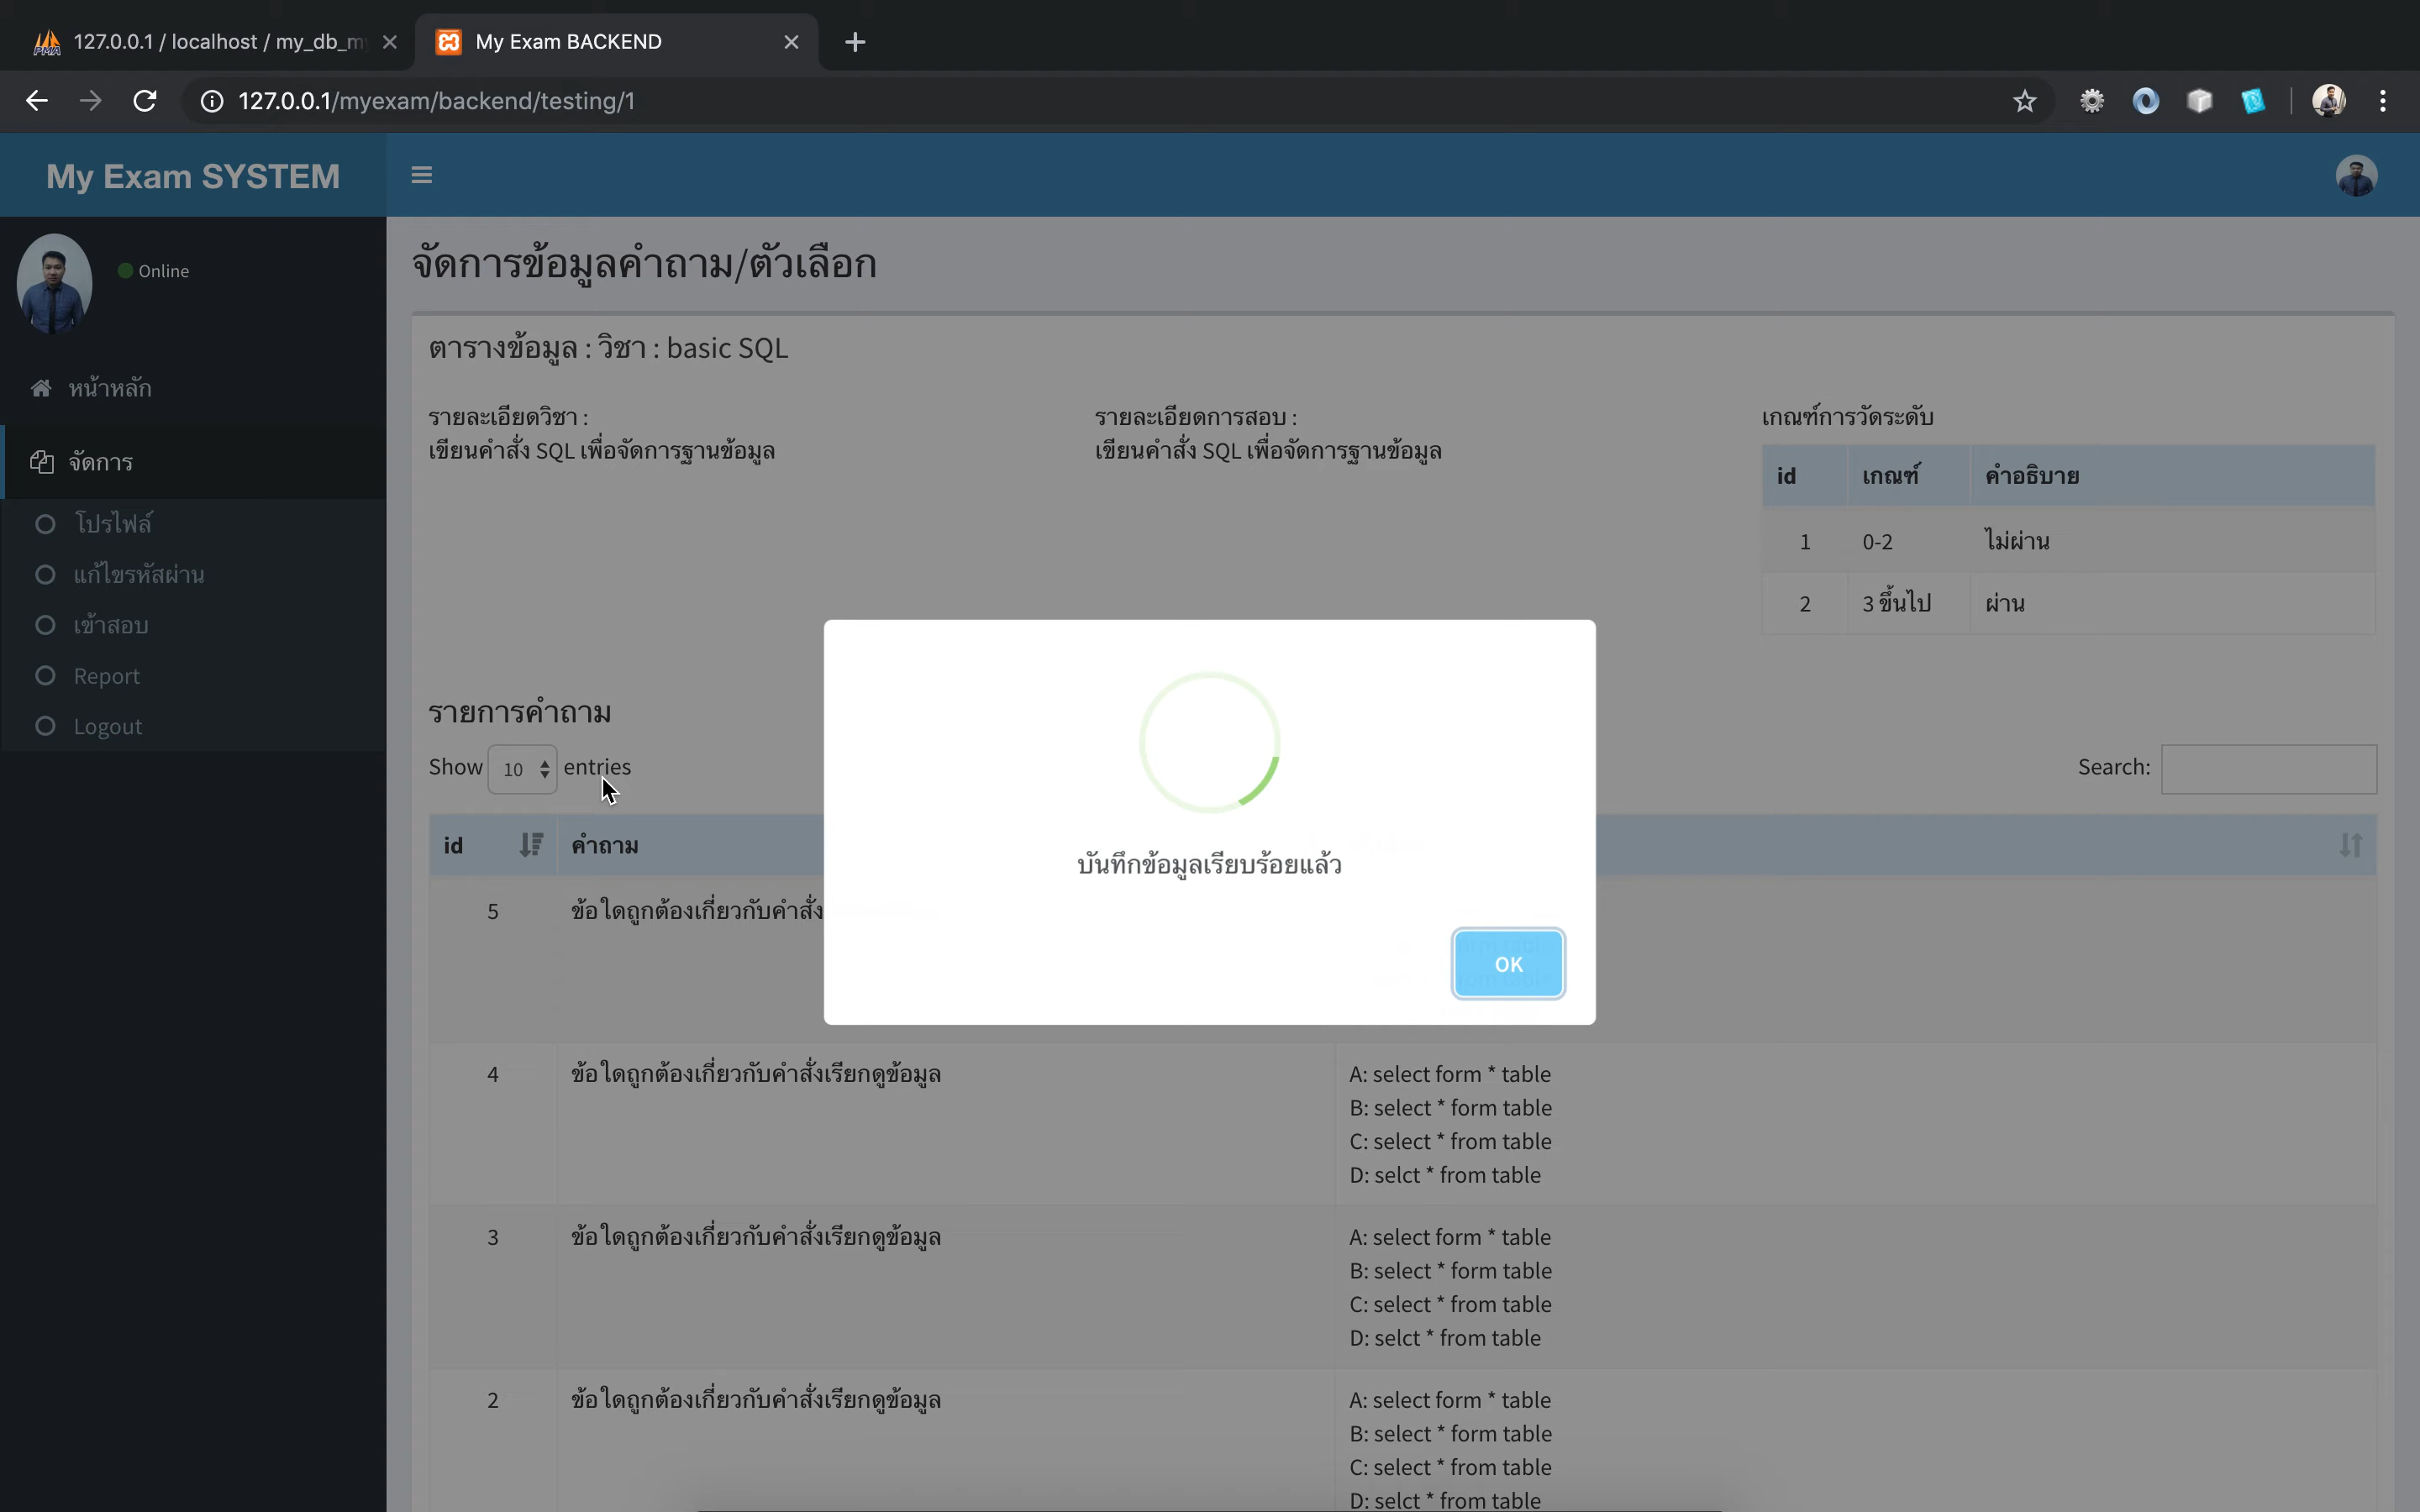 127.0.0.1 / localhost / my_db_m
My Exam BACKEND
127.0.0.1/myexam/backend/testing/1
My Exam SYSTEM
Online
หน้าหลัก
จัดการ
โปรไฟล์
แก้ไขรหัสผ่าน
เข้าสอบ
Report
Logout
จัดการข้อมูลคำถาม/ตัวเลือก
ตารางข้อมูล : วิชา : basic SQL
รายละเอียดวิชา :
เขียนคำสั่ง SQL เพื่อจัดการฐานข้อมูล
รายละเอียดการสอบ :
เขียนคำสั่ง SQL เพื่อจัดการฐานข้อมูล
เกณฑ์การวัดระดับ
id เกณฑ์ คำอธิบาย
1 0-2 ไม่ผ่าน
2 3 ขึ้นไป ผ่าน
รายการคำถาม
Show 10 entries
Search:
id คำถาม
5 ข้อใดถูกต้องเกี่ยวกับคำสั่ง
บันทึกข้อมูลเรียบร้อยแล้ว
OK
4 ข้อใดถูกต้องเกี่ยวกับคำสั่งเรียกดูข้อมูล
A: select form * table
B: select * form table
C: select * from table
D: selct * from table
3 ข้อใดถูกต้องเกี่ยวกับคำสั่งเรียกดูข้อมูล
A: select form * table
B: select * form table
C: select * from table
D: selct * from table
2 ข้อใดถูกต้องเกี่ยวกับคำสั่งเรียกดูข้อมูล
A: select form * table
B: select * form table
C: select * from table
D: selct * from table